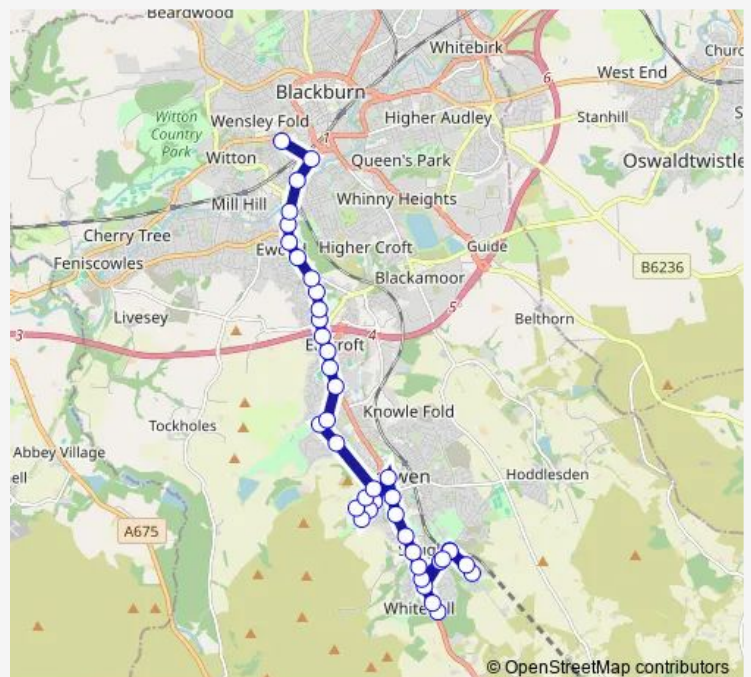 Beardwood
Whitebirk
6
West End
Blackburn
Wensley Fold
Higher Audley
Stanhill
Witton
Country
Park
1
Oswaldtwistle
Witton
Queen's Park
Mill Hill
Whinny Heights
Cherry Tree
Higher Croft
Guide
Feniscowles
Blackamoor
B6236
Livesey
5
Belthorn
3
4
Knowle Fold
Tockholes
Abbey Village
Hoddlesden
A675
© OpenStreetMap contributors